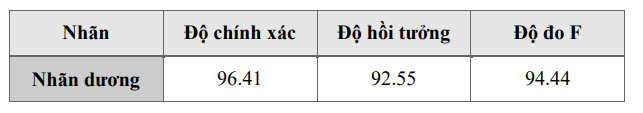 Nhãn Độ chính xác Độ hồi tưởng Độ đo F
Nhãn dương 96.41 92.55 94.44